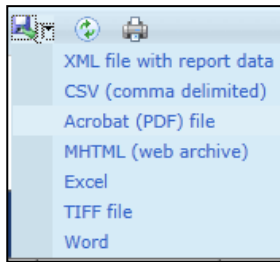 XML file with report data
CSV (comma delimited)
Acrobat (PDF) file
MHTML (web archive)
Excel
TIFF file
Word